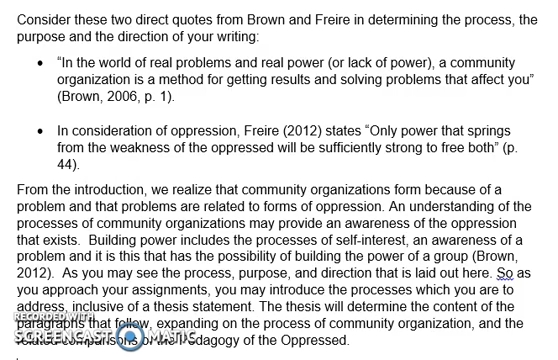 Consider these two direct quotes from Brown and Freire in determining the process, the
purpose and the direction of your writing:
• “In the world of real problems and real power (or lack of power), a community
organization is a method for getting results and solving problems that affect you”
(Brown, 2006, p. 1).
• In consideration of oppression, Freire (2012) states “Only power that springs
from the weakness of the oppressed will be sufficiently strong to free both” (p.
44).
From the introduction, we realize that community organizations form because of a
problem and that problems are related to forms of oppression. An understanding of the
processes of community organizations may provide an awareness of the oppression
that exists.  Building power includes the processes of self-interest, an awareness of a
problem and it is this that has the possibility of building the power of a group (Brown,
2012).  As you may see the process, purpose, and direction that is laid out here. So as
you approach your assignments, you may introduce the processes which you are to
address, inclusive of a thesis statement. The thesis will determine the content of the
RECORDED WITH
paragraphs that follow, expanding on the process of community organization, and the
SCREENCAST MATIC
comparisons of the Pedagogy of the Oppressed.